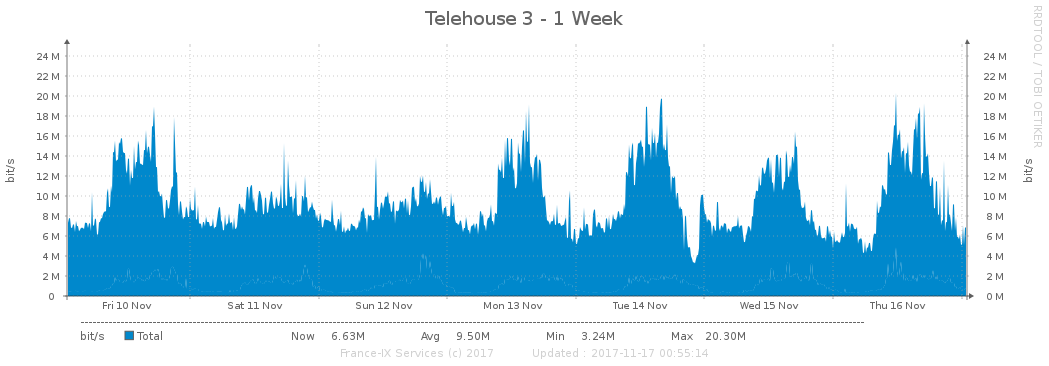 Telehouse 3 - 1 Week
RRDTOOL / TOBI OETIKER
bit/s
24 M 24 M
22 M 22 M
20 M 20 M
18 M 18 M
16 M 16 M
14 M 14 M
12 M 12 M
10 M 10 M
8 M 8 M
6 M 6 M
4 M 4 M
2 M 2 M
0 0 M
bit/s
Fri 10 Nov Sat 11 Nov Sun 12 Nov Mon 13 Nov Tue 14 Nov Wed 15 Nov Thu 16 Nov
bit/s Total Now 6.63M Avg 9.50M Min 3.24M Max 20.30M
France-IX Services (c) 2017 Updated : 2017-11-17 00:55:14